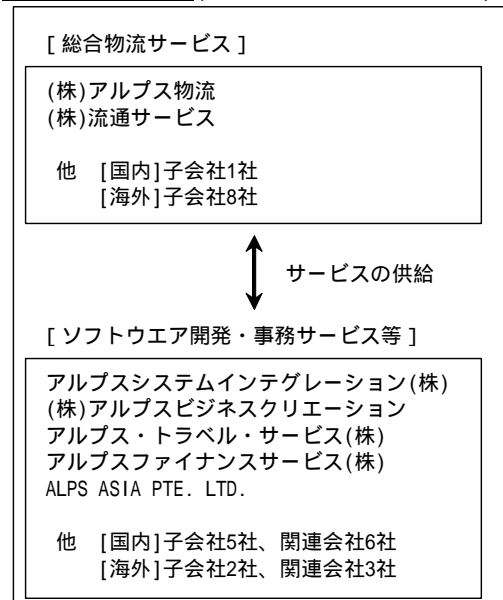 [ 総合物流サービス ]
(株)アルプス物流
(株)流通サービス
他 [国内]子会社1社
[海外]子会社8社
サービスの供給
[ ソフトウエア開発・事務サービス等 ]
アルプスシステムインテグレーション(株)
(株)アルプスビジネスクリエーション
アルプス・トラベル・サービス(株)
アルプスファイナンスサービス(株)
ALPS ASIA PTE. LTD.
他 [国内]子会社5社、関連会社6社
[海外]子会社2社、関連会社3社